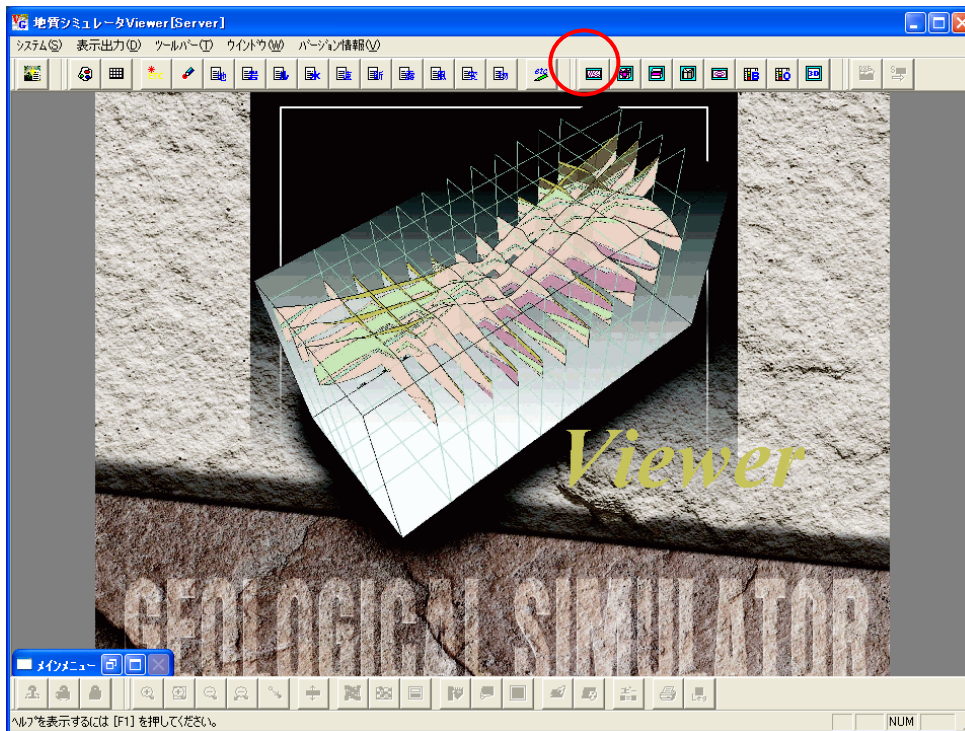 地質シミュレータViewer[Server]
システム(S) 表示出力(D) ツールバー(T) ウインドウ(W) バージョン情報(V)
etc
3D
Viewer
GEOLOGICAL SIMULATOR
メインメニュー
ヘルプを表示するには [F1] を押してください。
NUM